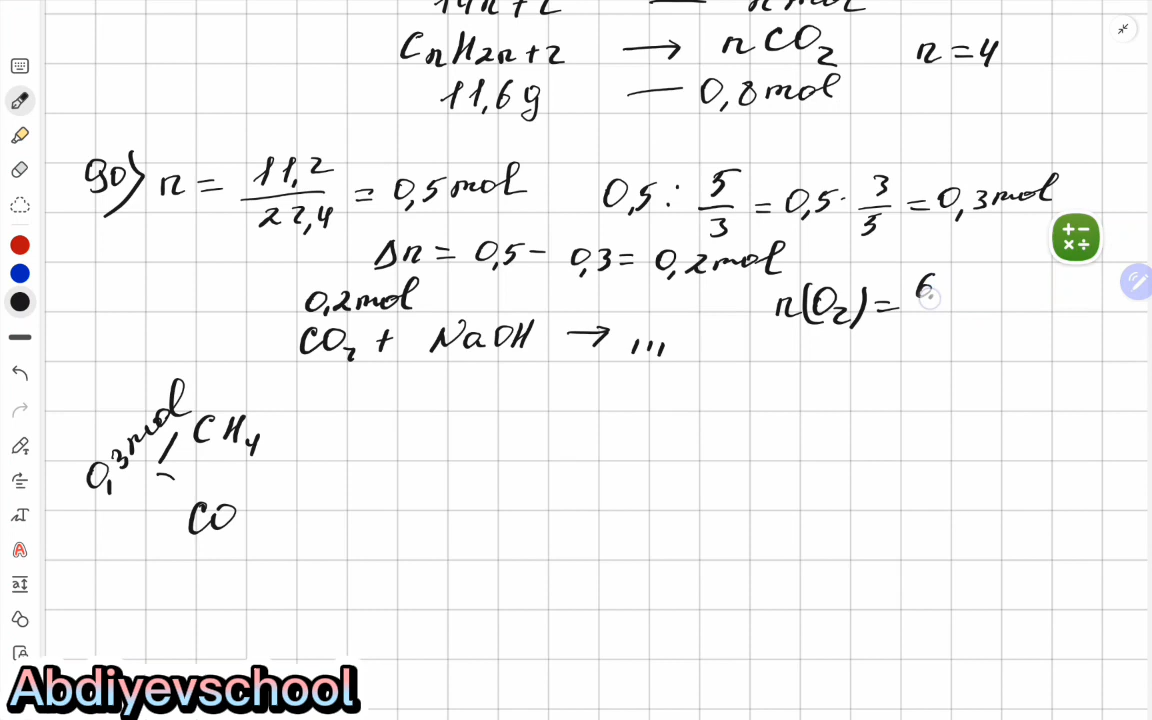 CnH2n+2 → nCO2 n=4
11,6g — 0,8mol
90) n = 11,2/22,4 = 0,5mol 0,5 : 5/3 = 0,5 · 3/5 = 0,3mol
Δn = 0,5 - 0,3 = 0,2mol
0,2mol n(O2) = 6
CO2 + NaOH → ...
0,3mol CH4
CO
Abdiyevschool